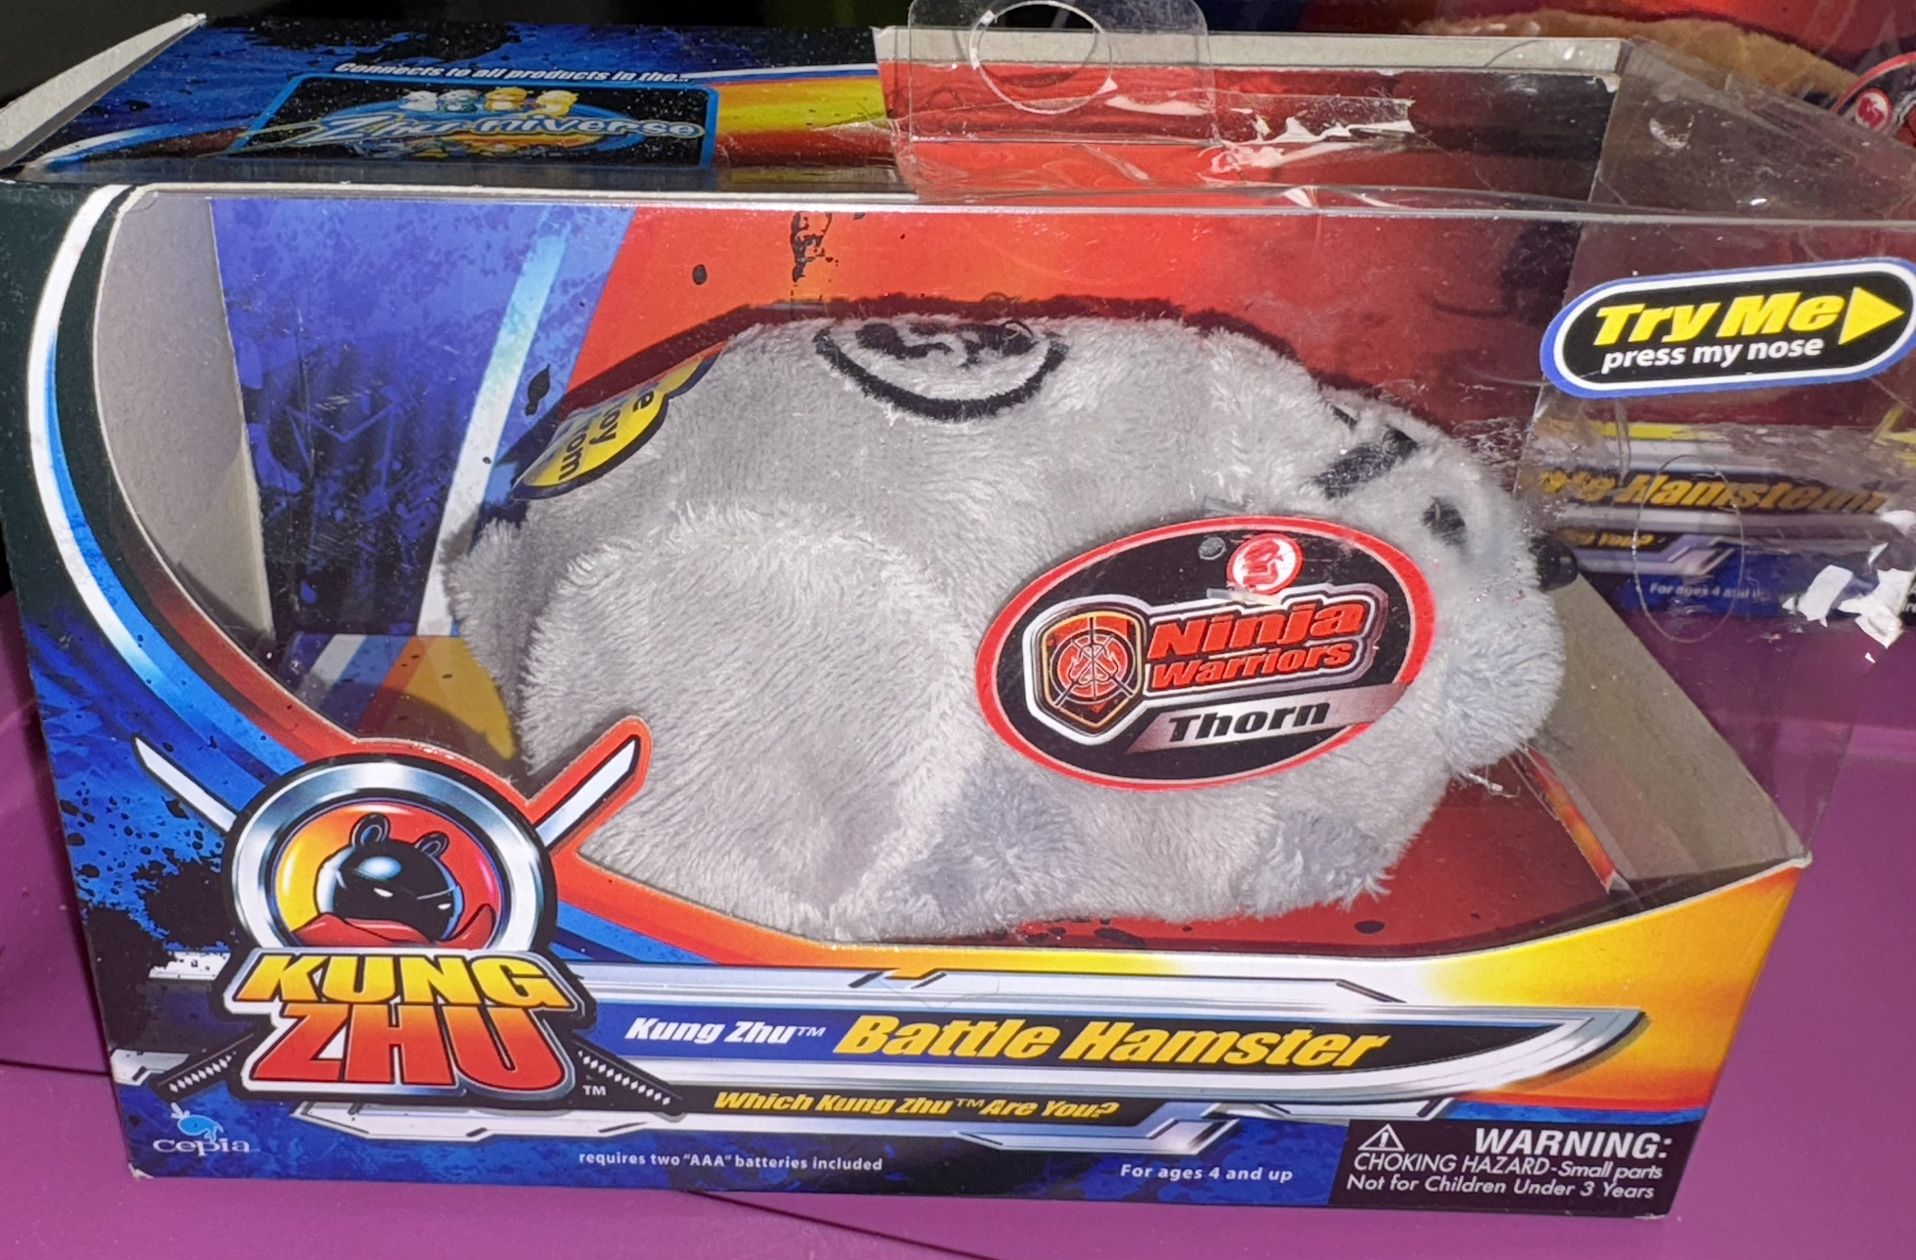 Connects to all products in the...
Zhu-niverse
Try Me
press my nose
Ninja
Warriors
Thorn
KUNG
ZHU
TM
Kung Zhu™ Battle Hamster
Which Kung Zhu™ Are You?
cepia
requires two "AAA" batteries included
For ages 4 and up
WARNING:
CHOKING HAZARD-Small parts
Not for Children Under 3 Years